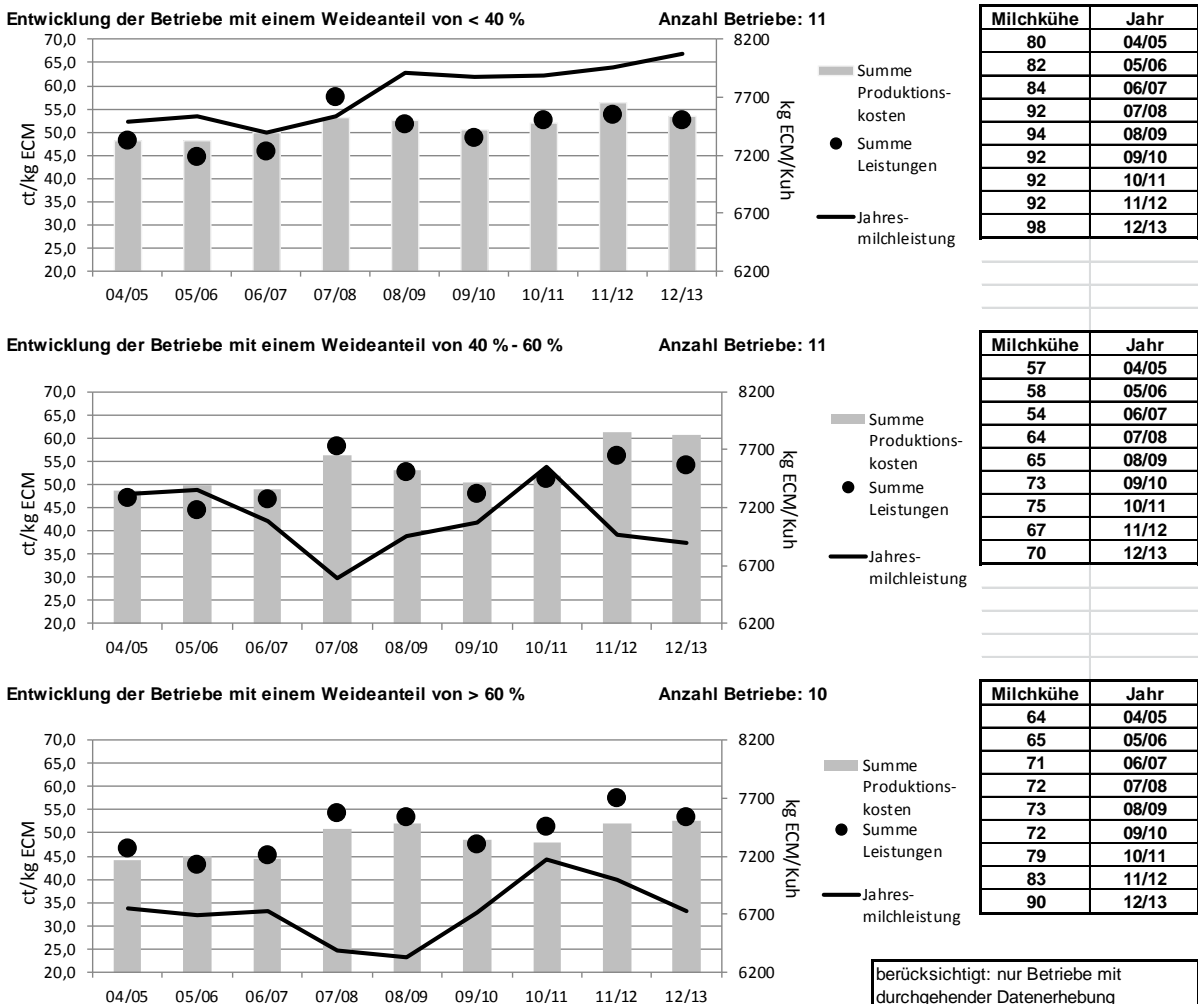 Entwicklung der Betriebe mit einem Weideanteil von < 40 % Anzahl Betriebe: 11
70,0
65,0
60,0
55,0
50,0
45,0
40,0
35,0
30,0
25,0
20,0
ct/kg ECM
8200
7700
7200
6700
6200
kg ECM/Kuh
04/05 05/06 06/07 07/08 08/09 09/10 10/11 11/12 12/13
Summe
Produktions-
kosten
Summe
Leistungen
Jahres-
milchleistung
Milchkühe Jahr
80 04/05
82 05/06
84 06/07
92 07/08
94 08/09
92 09/10
92 10/11
92 11/12
98 12/13
Entwicklung der Betriebe mit einem Weideanteil von 40 % - 60 % Anzahl Betriebe: 11
70,0
65,0
60,0
55,0
50,0
45,0
40,0
35,0
30,0
25,0
20,0
ct/kg ECM
8200
7700
7200
6700
6200
kg ECM/Kuh
04/05 05/06 06/07 07/08 08/09 09/10 10/11 11/12 12/13
Summe
Produktions-
kosten
Summe
Leistungen
Jahres-
milchleistung
Milchkühe Jahr
57 04/05
58 05/06
54 06/07
64 07/08
65 08/09
73 09/10
75 10/11
67 11/12
70 12/13
Entwicklung der Betriebe mit einem Weideanteil von > 60 % Anzahl Betriebe: 10
70,0
65,0
60,0
55,0
50,0
45,0
40,0
35,0
30,0
25,0
20,0
ct/kg ECM
8200
7700
7200
6700
6200
kg ECM/Kuh
04/05 05/06 06/07 07/08 08/09 09/10 10/11 11/12 12/13
Summe
Produktions-
kosten
Summe
Leistungen
Jahres-
milchleistung
Milchkühe Jahr
64 04/05
65 05/06
71 06/07
72 07/08
73 08/09
72 09/10
79 10/11
83 11/12
90 12/13
berücksichtigt: nur Betriebe mit
durchgehender Datenerhebung